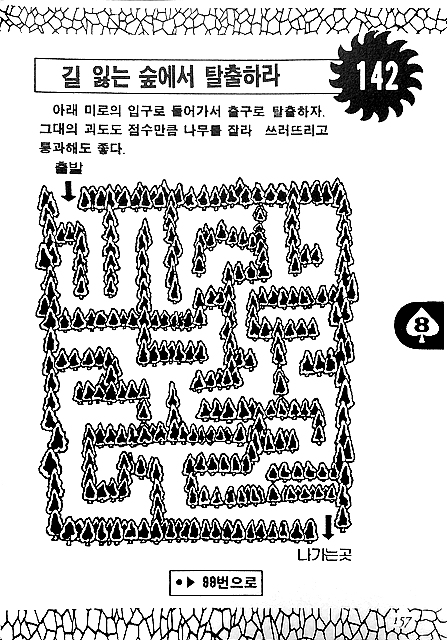 길 잃는 숲에서 탈출하라
142
아래 미로의 입구로 들어가서 출구로 탈출하자.
그대의 괴도도 점수만큼 나무를 잘라 쓰러뜨리고
통과해도 좋다.
출발
8
나가는곳
●▶ 99번으로
157